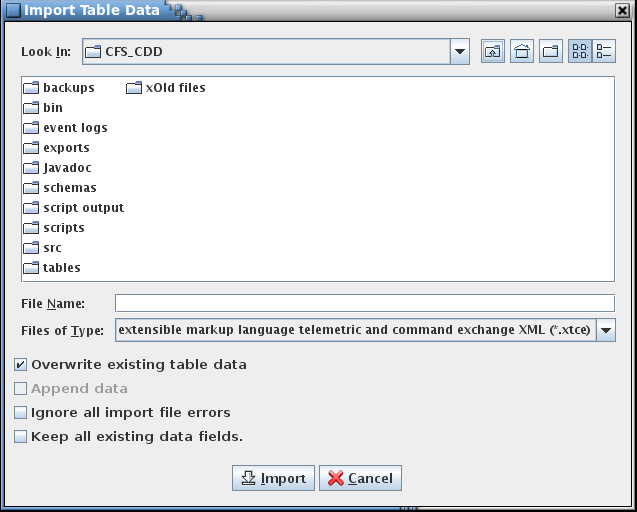 Import Table Data
Look In: CFS_CDD
backups xOld files
bin
event logs
exports
Javadoc
schemas
script output
scripts
src
tables
File Name:
Files of Type: extensible markup language telemetric and command exchange XML (*.xtce)
Overwrite existing table data
Append data
Ignore all import file errors
Keep all existing data fields.
Import Cancel